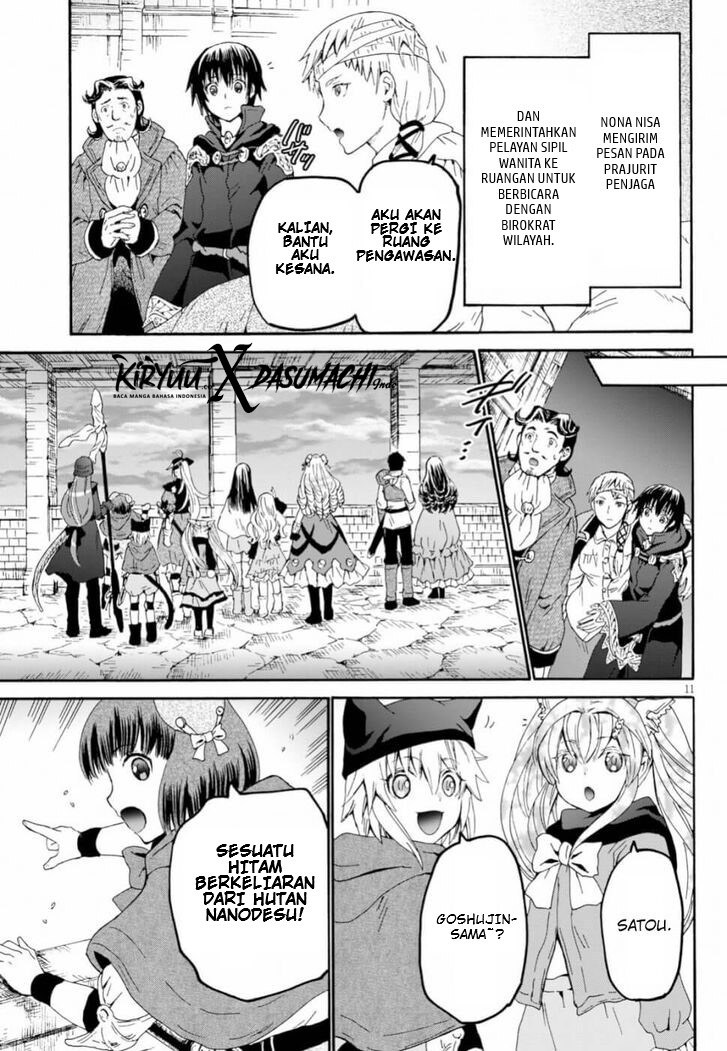 NONA NISA
MENGIRIM
PESAN PADA
PRAJURIT
PENJAGA
DAN
MEMERINTAHKAN
PELAYAN SIPIL
WANITA KE
RUANGAN UNTUK
BERBICARA
DENGAN
BIROKRAT
WILAYAH.
AKU AKAN
PERGI KE
RUANG
PENGAWASAN.
KALIAN,
BANTU
AKU
KESANA.
KIRYUU X DASUMACHI
BACA MANGA BAHASA INDONESIA
11
SATOU.
GOSHUJIN-
SAMA~?
SESUATU
HITAM
BERKELIARAN
DARI HUTAN
NANODESU!